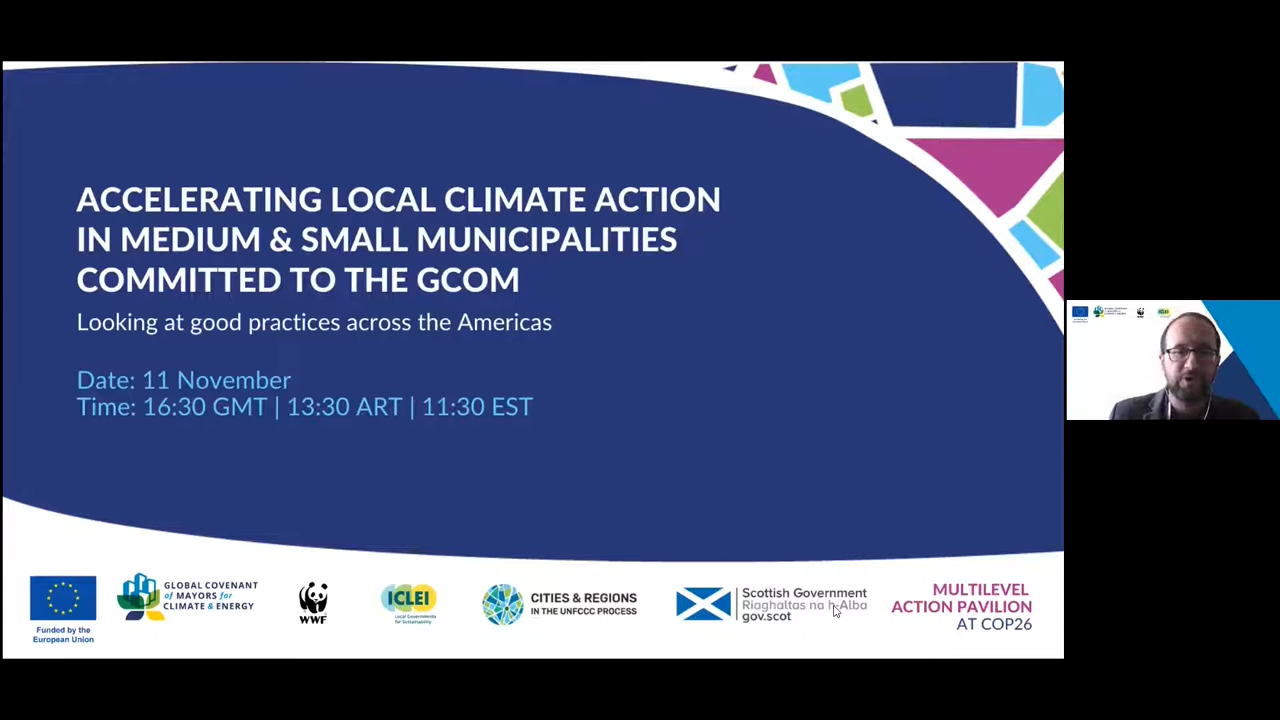 ACCELERATING LOCAL CLIMATE ACTION
IN MEDIUM & SMALL MUNICIPALITIES
COMMITTED TO THE GCOM
Looking at good practices across the Americas
Date: 11 November
Time: 16:30 GMT | 13:30 ART | 11:30 EST
Funded by the
European Union
GLOBAL COVENANT
of MAYORS for
CLIMATE & ENERGY
WWF
ICLEI
Local Governments
for Sustainability
CITIES & REGIONS
IN THE UNFCCC PROCESS
Scottish Government
Riaghaltas na h-Alba
gov.scot
MULTILEVEL
ACTION PAVILION
AT COP26